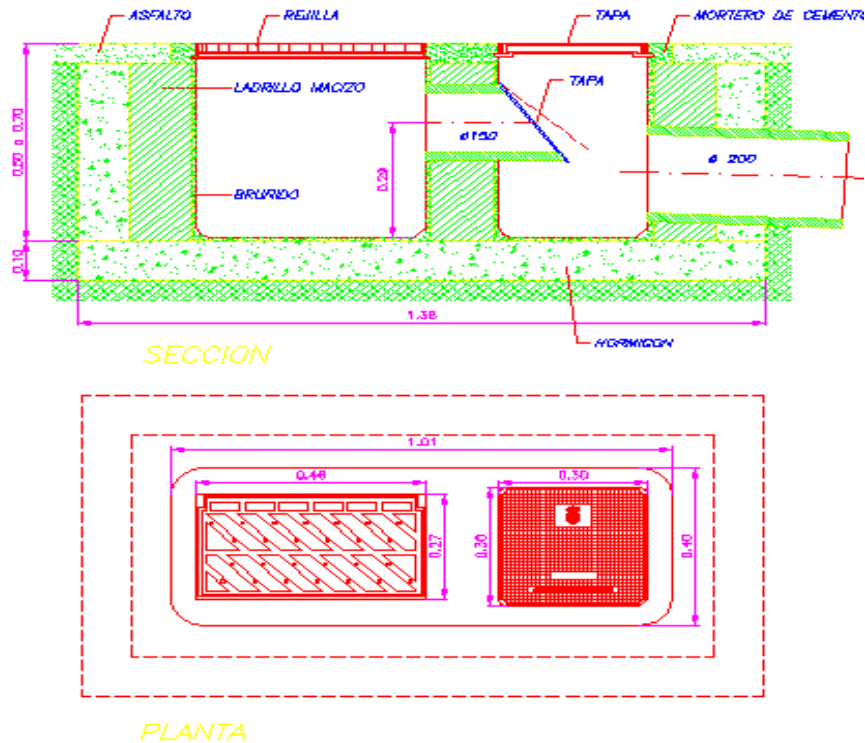 ASFALTO
REJILLA
TAPA
MORTERO DE CEMENTO
LADRILLO MACIZO
TAPA
ø150
ø 200
0.50 a 0.70
0.29
BRUÑIDO
0.10
1.38
HORMIGON
SECCION
1.01
0.46
0.30
0.27
0.30
0.40
PLANTA